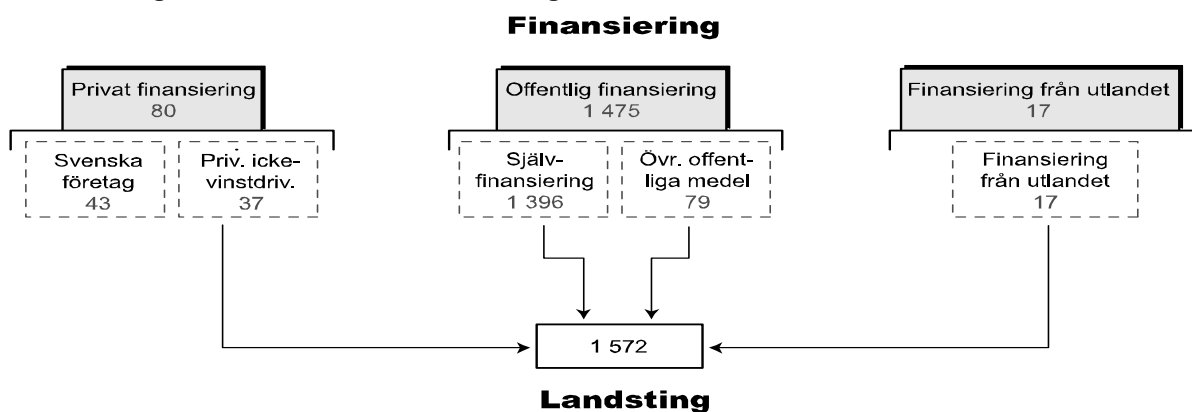 Finansiering
Privat finansiering
80
Offentlig finansiering
1 475
Finansiering från utlandet
17
Svenska
företag
43
Priv. icke-
vinstdriv.
37
Själv-
finansiering
1 396
Övr. offent-
liga medel
79
Finansiering
från utlandet
17
1 572
Landsting